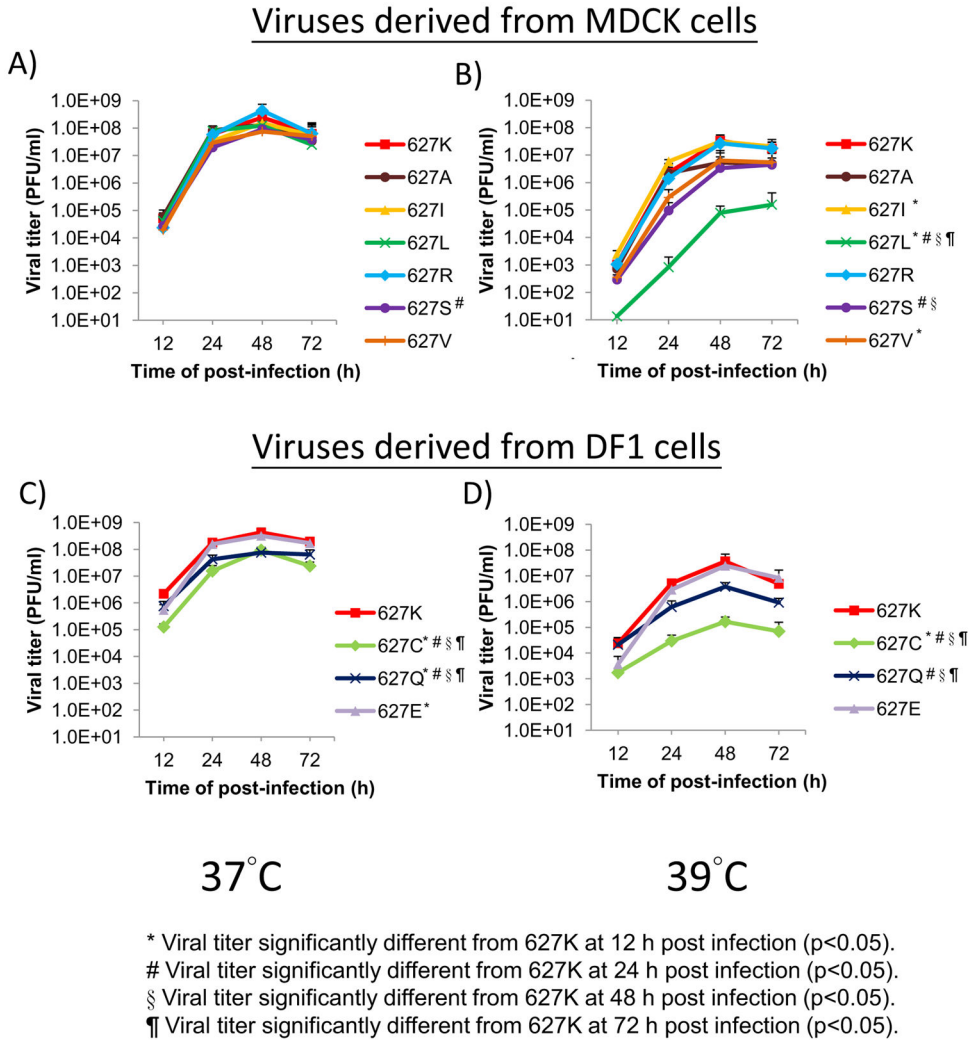 Viruses derived from MDCK cells
A)
Viral titer (PFU/ml)
1.0E+09
1.0E+08
1.0E+07
1.0E+06
1.0E+05
1.0E+04
1.0E+03
1.0E+02
1.0E+01
12 24 48 72
Time of post-infection (h)
627K
627A
627I
627L
627R
627S #
627V
B)
Viral titer (PFU/ml)
1.0E+09
1.0E+08
1.0E+07
1.0E+06
1.0E+05
1.0E+04
1.0E+03
1.0E+02
1.0E+01
12 24 48 72
Time of post-infection (h)
627K
627A
627I *
627L * # § ¶
627R
627S # §
627V *
Viruses derived from DF1 cells
C)
Viral titer (PFU/ml)
1.0E+09
1.0E+08
1.0E+07
1.0E+06
1.0E+05
1.0E+04
1.0E+03
1.0E+02
1.0E+01
12 24 48 72
Time of post-infection (h)
627K
627C * # § ¶
627Q * # § ¶
627E *
D)
Viral titer (PFU/ml)
1.0E+09
1.0E+08
1.0E+07
1.0E+06
1.0E+05
1.0E+04
1.0E+03
1.0E+02
1.0E+01
12 24 48 72
Time of post-infection (h)
627K
627C * # § ¶
627Q # § ¶
627E
37°C
39°C
* Viral titer significantly different from 627K at 12 h post infection (p<0.05).
# Viral titer significantly different from 627K at 24 h post infection (p<0.05).
§ Viral titer significantly different from 627K at 48 h post infection (p<0.05).
¶ Viral titer significantly different from 627K at 72 h post infection (p<0.05).